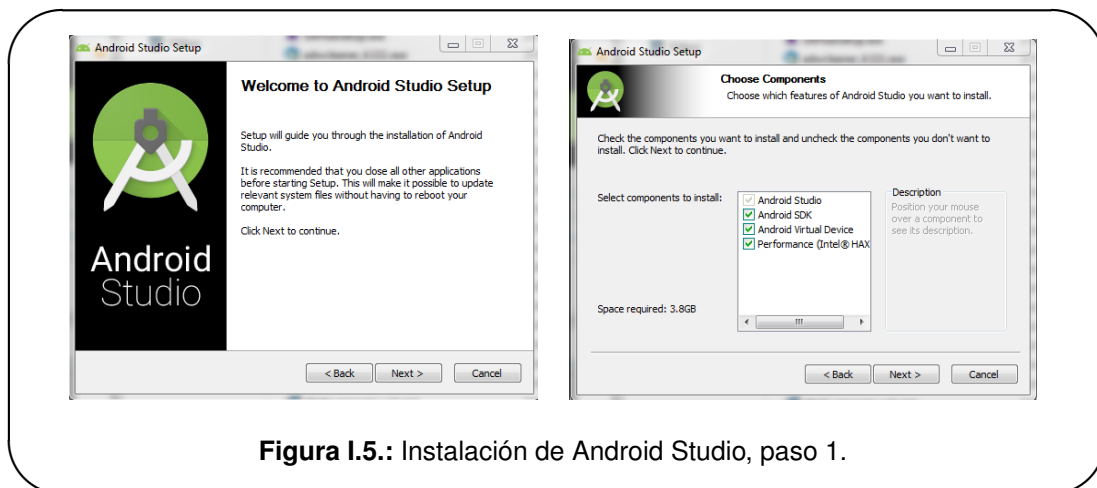 Android Studio Setup
Welcome to Android Studio Setup
Setup will guide you through the installation of Android
Studio.
It is recommended that you close all other applications
before starting Setup. This will make it possible to update
relevant system files without having to reboot your
computer.
Click Next to continue.
Android
Studio
< Back
Next >
Cancel
Android Studio Setup
Choose Components
Choose which features of Android Studio you want to install.
Check the components you want to install and uncheck the components you don't want to
install. Click Next to continue.
Select components to install:
Android Studio
Android SDK
Android Virtual Device
Performance (Intel® HAX
Description
Position your mouse
over a component to
see its description.
Space required: 3.8GB
< Back
Next >
Cancel
Figura I.5.: Instalación de Android Studio, paso 1.